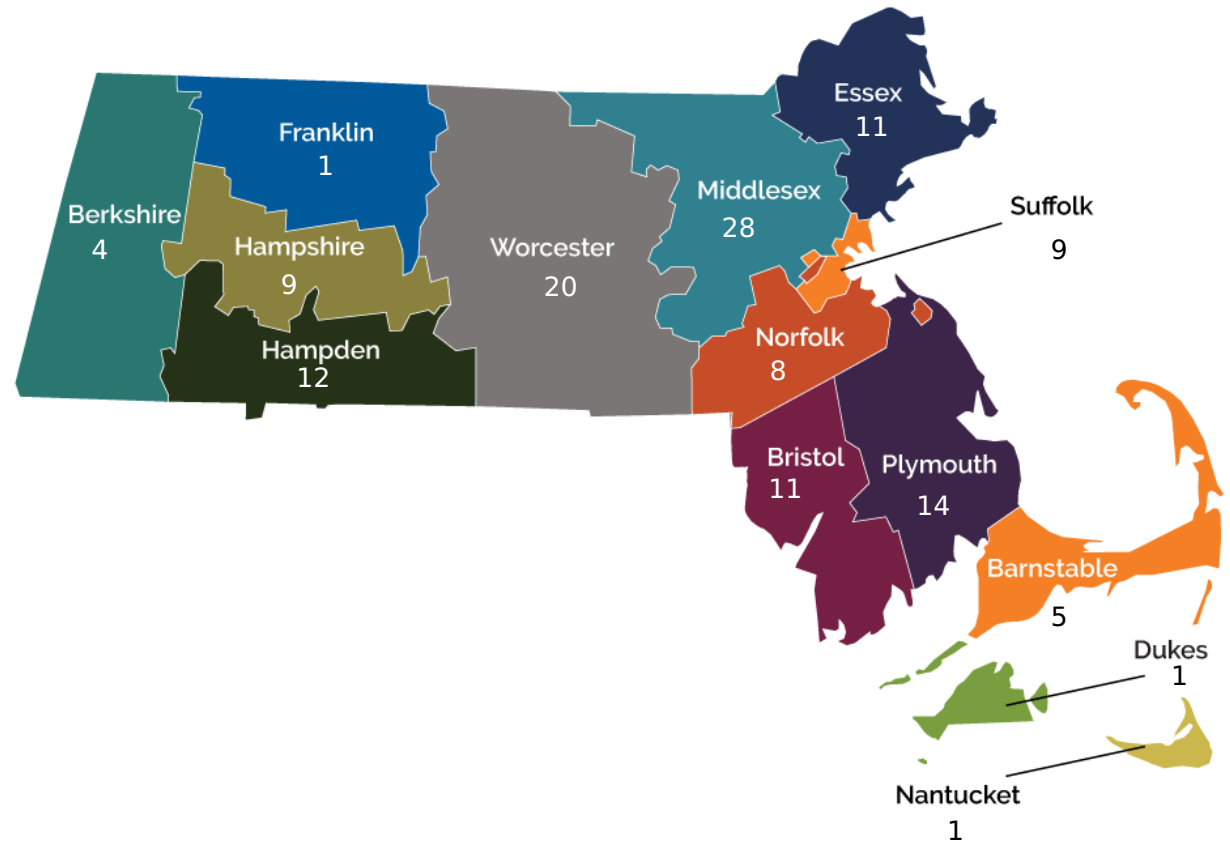 Essex
11
Franklin
1
Middlesex
28
Suffolk
9
Berkshire
4
Hampshire
9
Worcester
20
Norfolk
8
Hampden
12
Bristol
11
Plymouth
14
Barnstable
5
Dukes
1
Nantucket
1